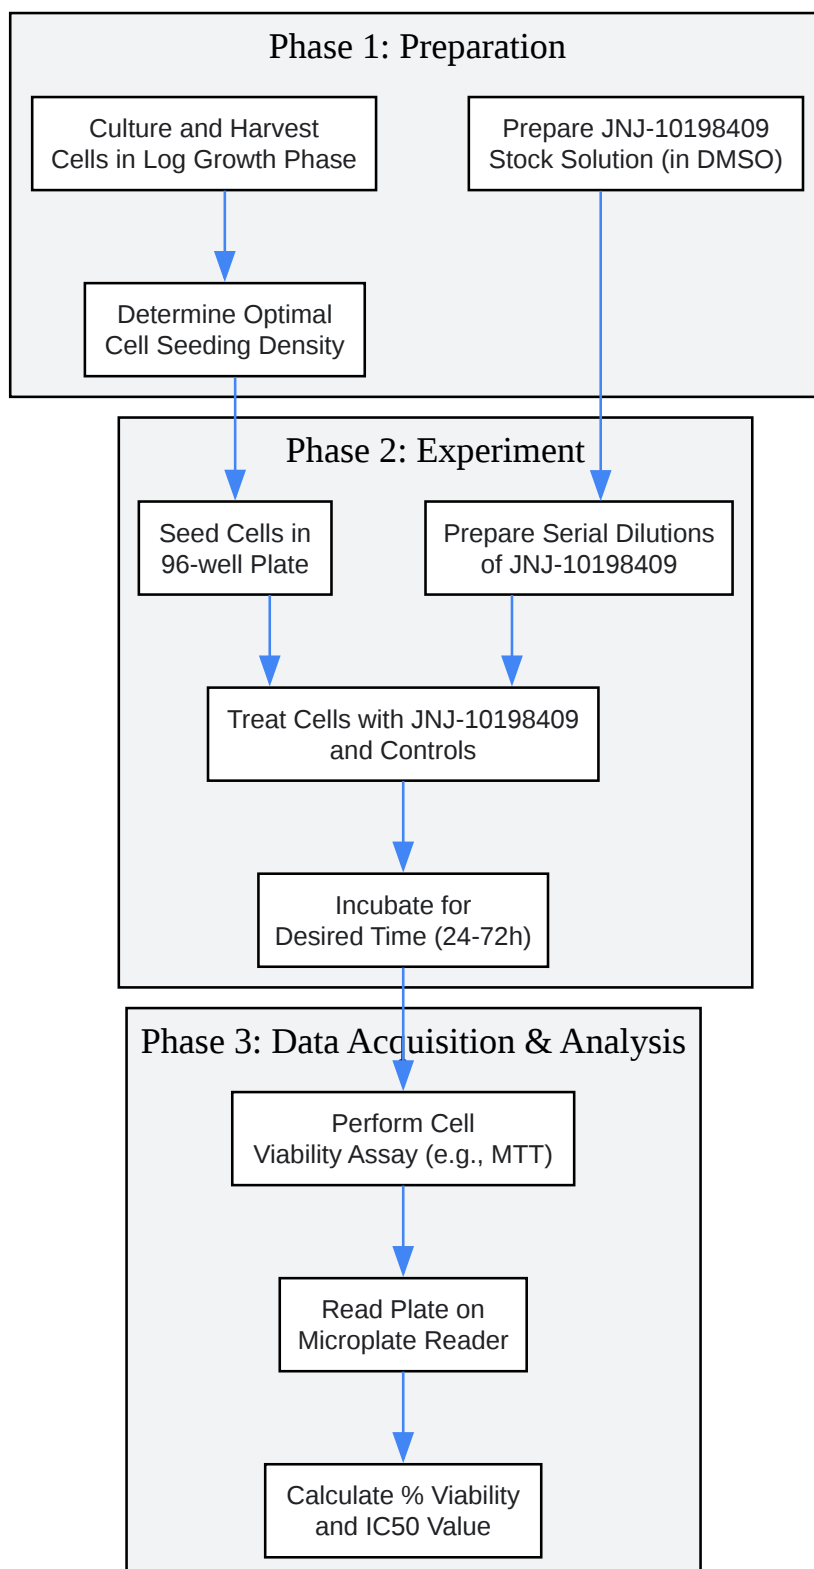 Phase 1: Preparation
Culture and Harvest
Cells in Log Growth Phase
Prepare JNJ-10198409
Stock Solution (in DMSO)
Determine Optimal
Cell Seeding Density
Phase 2: Experiment
Seed Cells in
96-well Plate
Prepare Serial Dilutions
of JNJ-10198409
Treat Cells with JNJ-10198409
and Controls
Incubate for
Desired Time (24-72h)
Phase 3: Data Acquisition & Analysis
Perform Cell
Viability Assay (e.g., MTT)
Read Plate on
Microplate Reader
Calculate % Viability
and IC50 Value